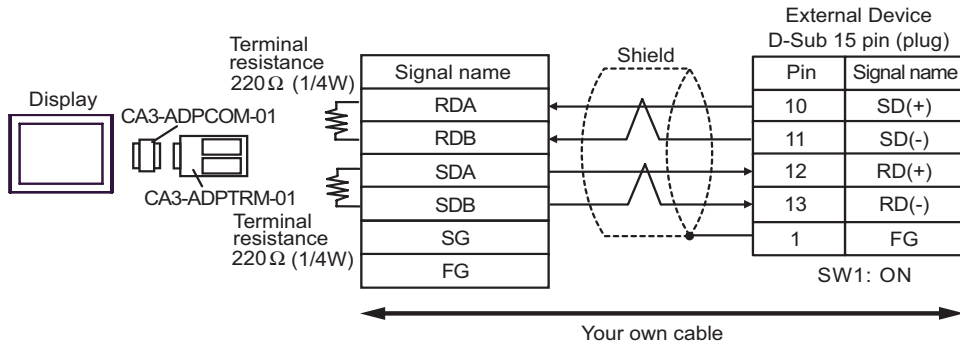 External Device
D-Sub 15 pin (plug)
Terminal
resistance
220Ω (1/4W)
Shield
Signal name
Pin
Signal name
Display
CA3-ADPCOM-01
RDA
10
SD(+)
RDB
11
SD(-)
SDA
12
RD(+)
CA3-ADPTRM-01
SDB
13
RD(-)
Terminal
resistance
220Ω (1/4W)
SG
1
FG
FG
SW1: ON
Your own cable